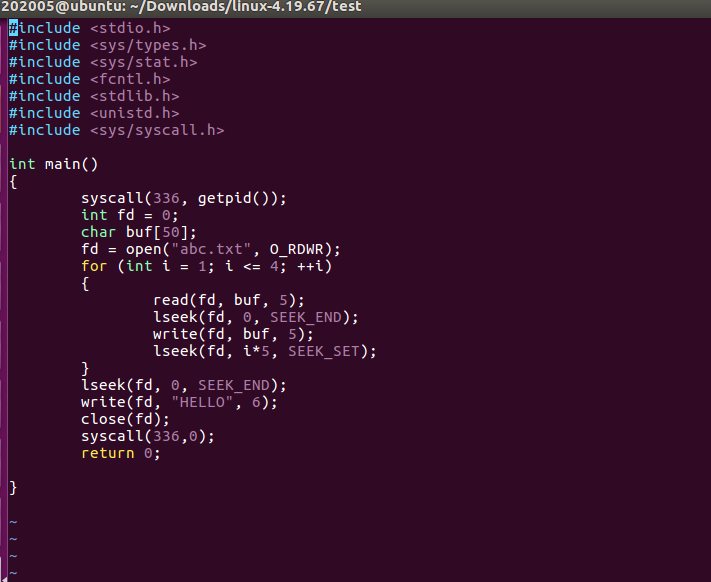 202005@ubuntu: ~/Downloads/linux-4.19.67/test
#include <stdio.h>
#include <sys/types.h>
#include <sys/stat.h>
#include <fcntl.h>
#include <stdlib.h>
#include <unistd.h>
#include <sys/syscall.h>

int main()
{
        syscall(336, getpid());
        int fd = 0;
        char buf[50];
        fd = open("abc.txt", O_RDWR);
        for (int i = 1; i <= 4; ++i)
        {
                read(fd, buf, 5);
                lseek(fd, 0, SEEK_END);
                write(fd, buf, 5);
                lseek(fd, i*5, SEEK_SET);
        }
        lseek(fd, 0, SEEK_END);
        write(fd, "HELLO", 6);
        close(fd);
        syscall(336,0);
        return 0;

}

~
~
~
~